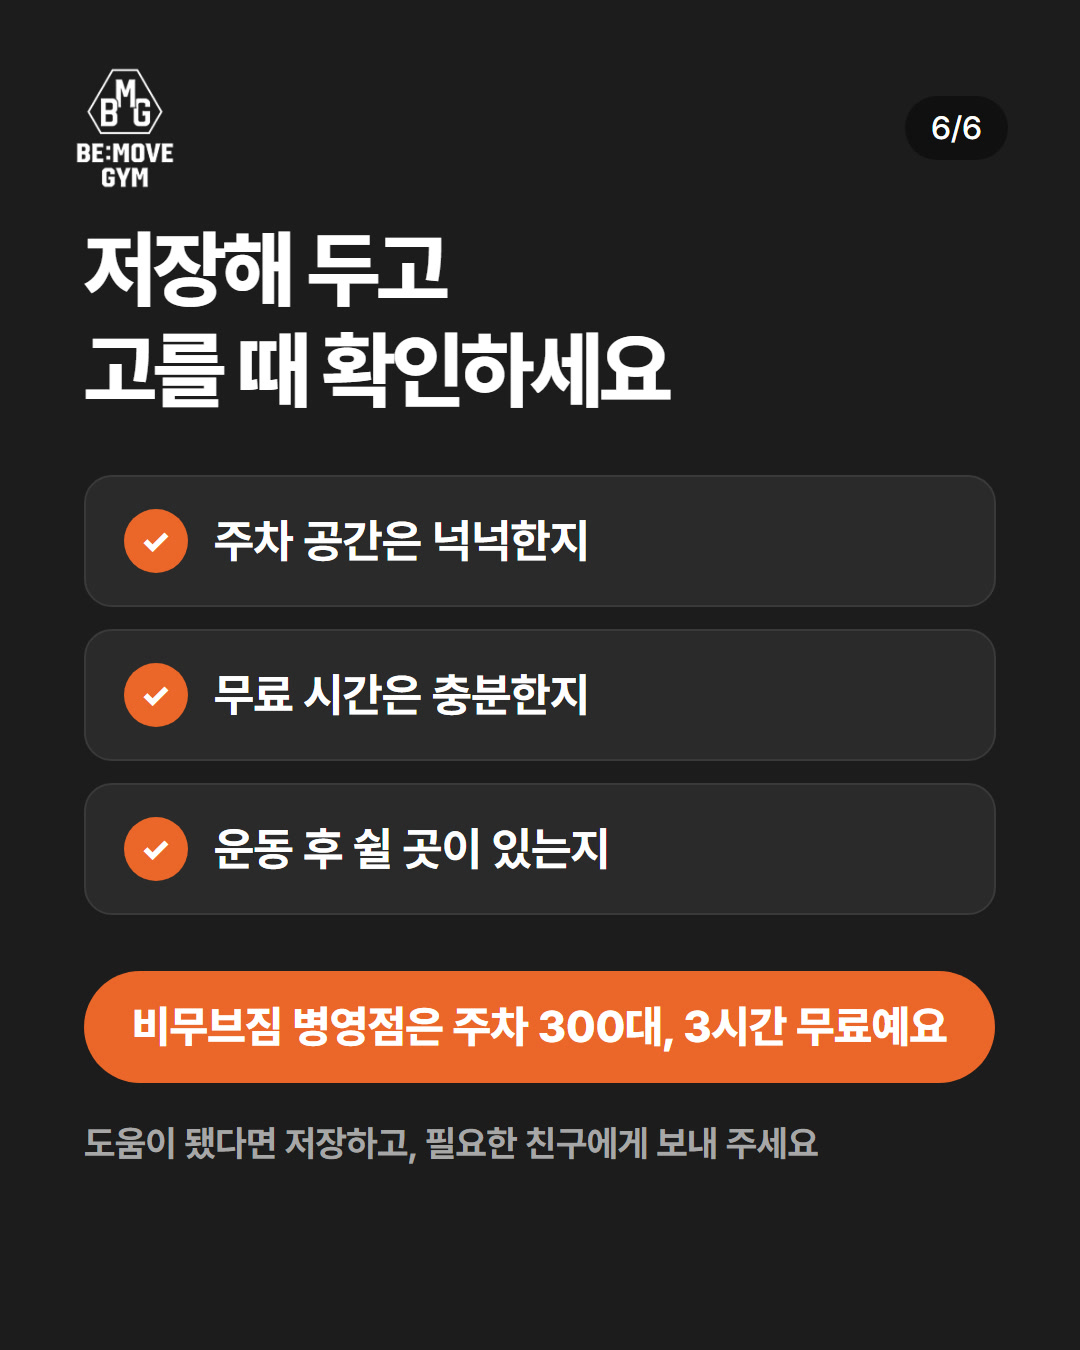 BMG
BE:MOVE
GYM
6/6
저장해 두고
고를 때 확인하세요
주차 공간은 넉넉한지
무료 시간은 충분한지
운동 후 쉴 곳이 있는지
비무브짐 병영점은 주차 300대, 3시간 무료예요
도움이 됐다면 저장하고, 필요한 친구에게 보내 주세요